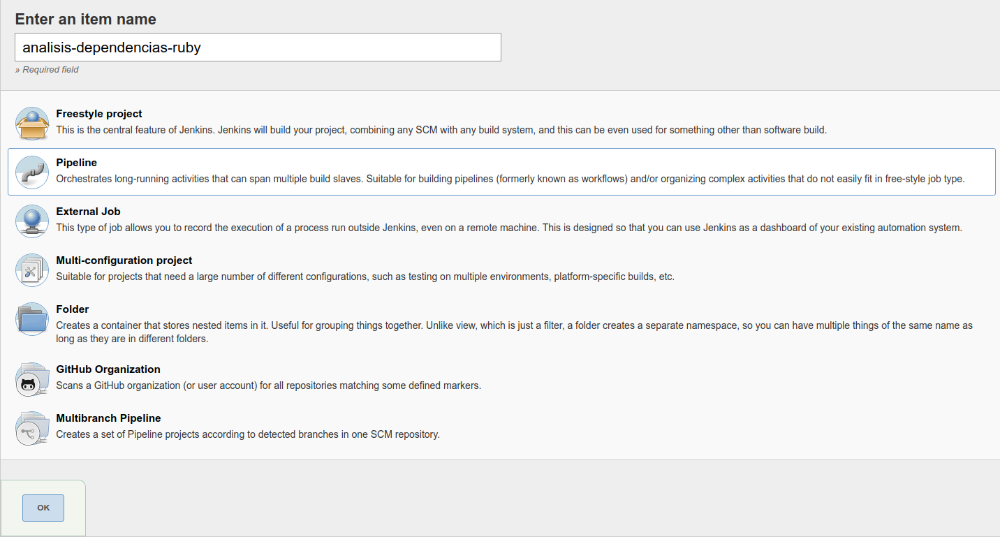 Enter an item name
analisis-dependencias-ruby
» Required field
Freestyle project
This is the central feature of Jenkins. Jenkins will build your project, combining any SCM with any build system, and this can be even used for something other than software build.
Pipeline
Orchestrates long-running activities that can span multiple build slaves. Suitable for building pipelines (formerly known as workflows) and/or organizing complex activities that do not easily fit in free-style job type.
External Job
This type of job allows you to record the execution of a process run outside Jenkins, even on a remote machine. This is designed so that you can use Jenkins as a dashboard of your existing automation system.
Multi-configuration project
Suitable for projects that need a large number of different configurations, such as testing on multiple environments, platform-specific builds, etc.
Folder
Creates a container that stores nested items in it. Useful for grouping things together. Unlike view, which is just a filter, a folder creates a separate namespace, so you can have multiple things of the same name as
long as they are in different folders.
GitHub Organization
Scans a GitHub organization (or user account) for all repositories matching some defined markers.
Multibranch Pipeline
Creates a set of Pipeline projects according to detected branches in one SCM repository.
OK